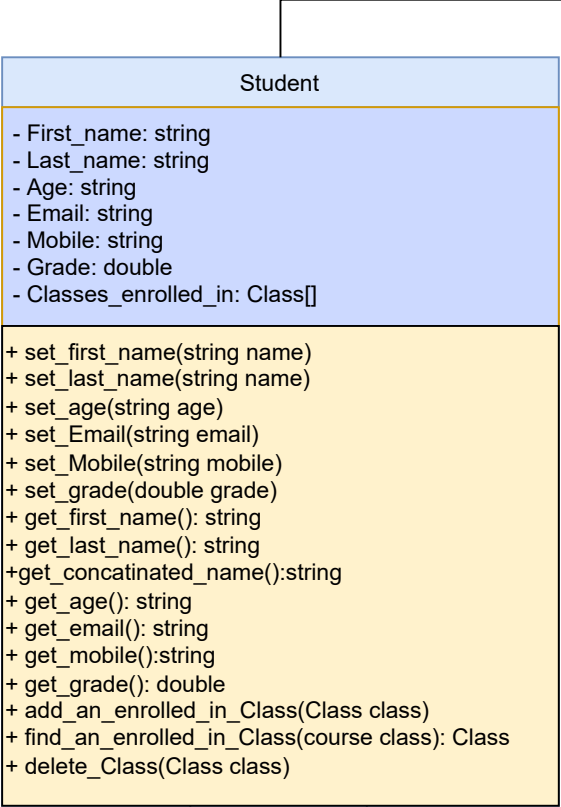 Student
- First_name: string
- Last_name: string
- Age: string
- Email: string
- Mobile: string
- Grade: double
- Classes_enrolled_in: Class[]
+ set_first_name(string name)
+ set_last_name(string name)
+ set_age(string age)
+ set_Email(string email)
+ set_Mobile(string mobile)
+ set_grade(double grade)
+ get_first_name(): string
+ get_last_name(): string
+get_concatinated_name():string
+ get_age(): string
+ get_email(): string
+ get_mobile():string
+ get_grade(): double
+ add_an_enrolled_in_Class(Class class)
+ find_an_enrolled_in_Class(course class): Class
+ delete_Class(Class class)